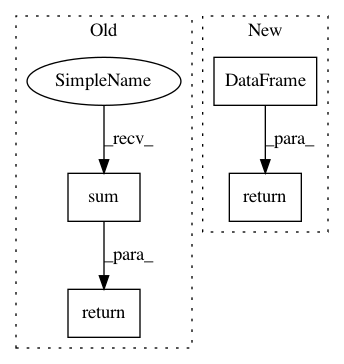 Old
New
SimpleName
DataFrame
_recv_
_para_
sum
return
_para_
return